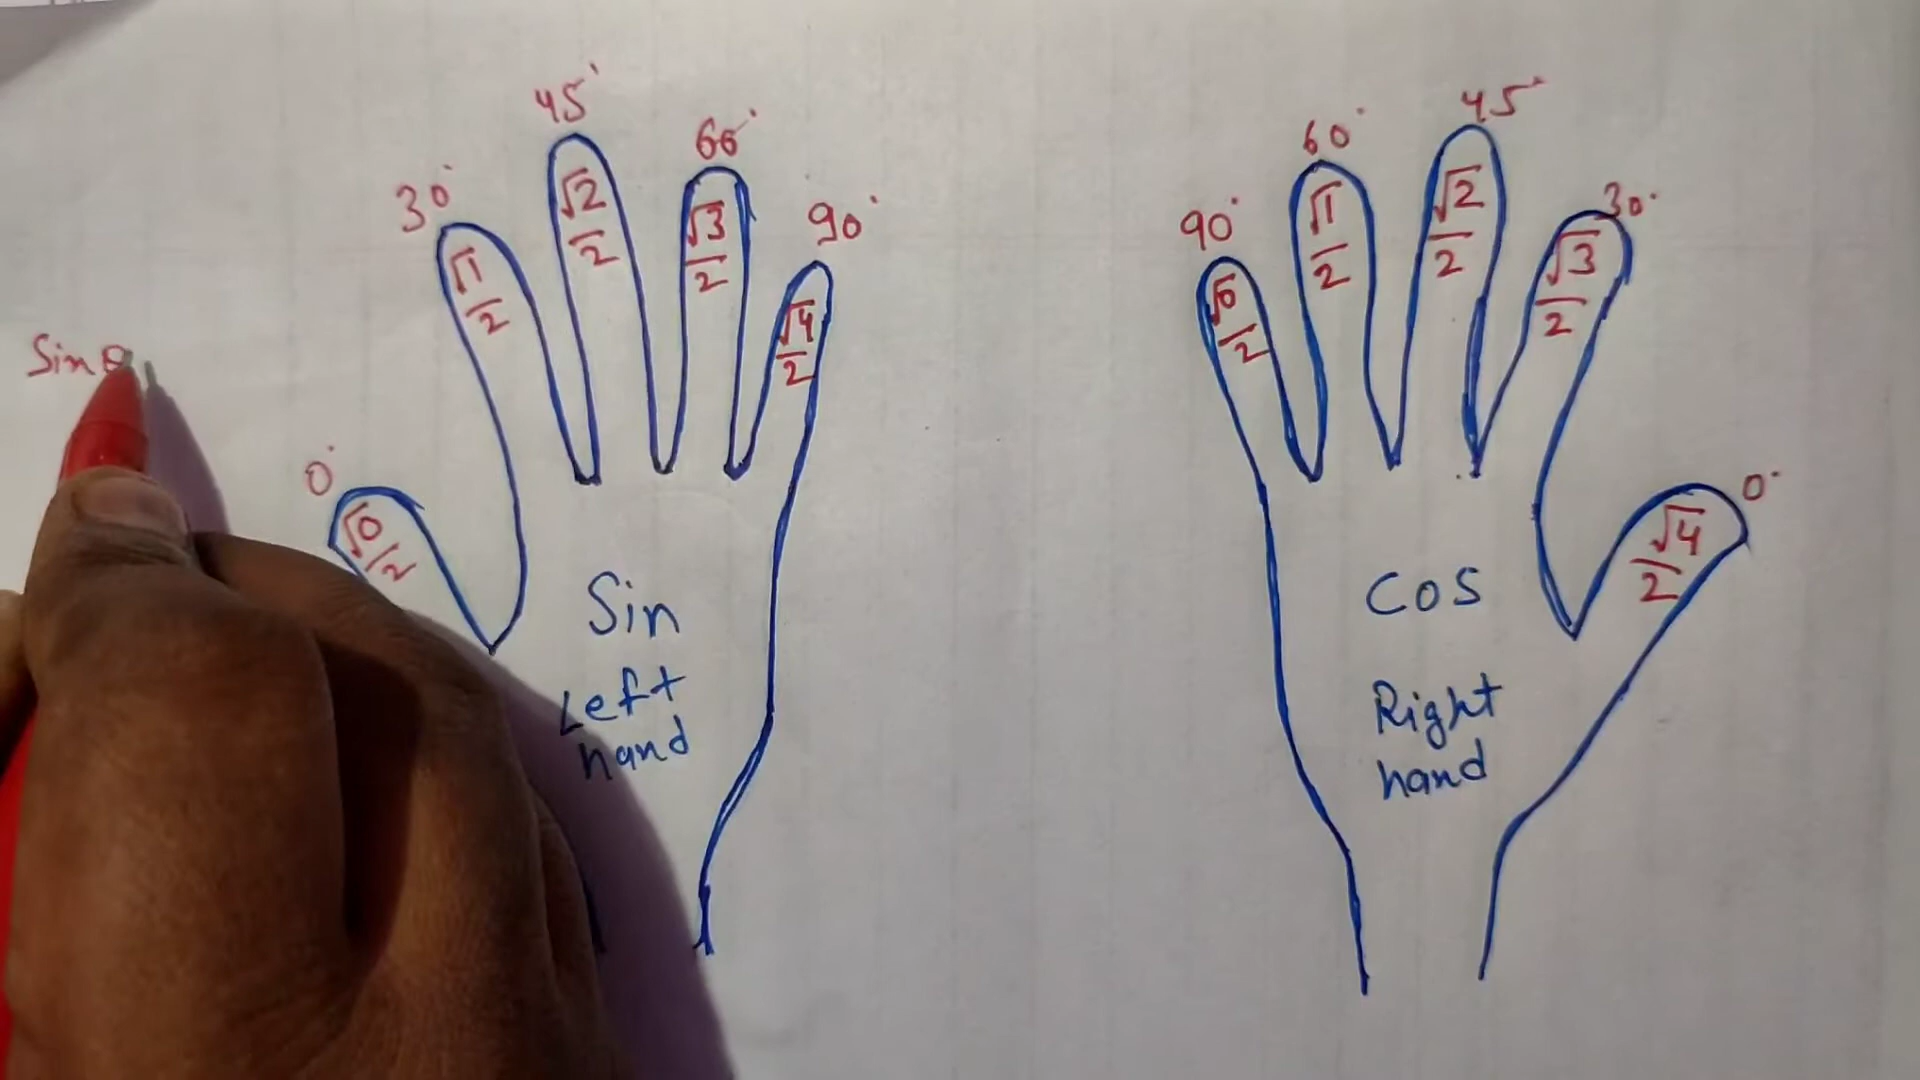 45°
60°
30°
90°
√2/2
√3/2
√1/2
√4/2
Sin θ
0°
√0/2
Sin
Left
hand
45°
60°
30°
90°
√2/2
√1/2
√3/2
√0/2
0°
√4/2
COS
Right
hand